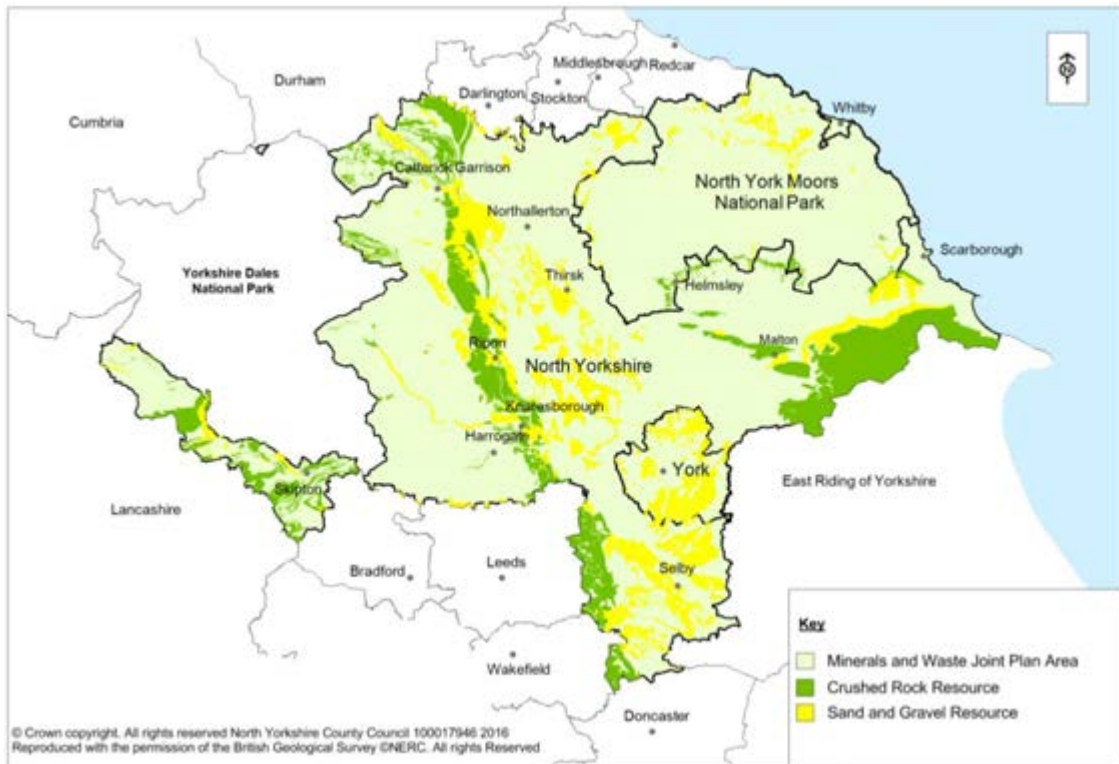 Middlesbrough
Redcar
Durham
Darlington
Stockton
Whitby
Cumbria
Catterick Garrison
North York Moors
National Park
Northallerton
Scarborough
Yorkshire Dales
National Park
Thirsk
Helmsley
Malton
Ripon
North Yorkshire
Knaresborough
Harrogate
York
Skipton
East Riding of Yorkshire
Lancashire
Bradford
Leeds
Selby
Wakefield
Doncaster
Key
Minerals and Waste Joint Plan Area
Crushed Rock Resource
Sand and Gravel Resource
© Crown copyright. All rights reserved North Yorkshire County Council 100017946 2016
Reproduced with the permission of the British Geological Survey ©NERC. All rights Reserved